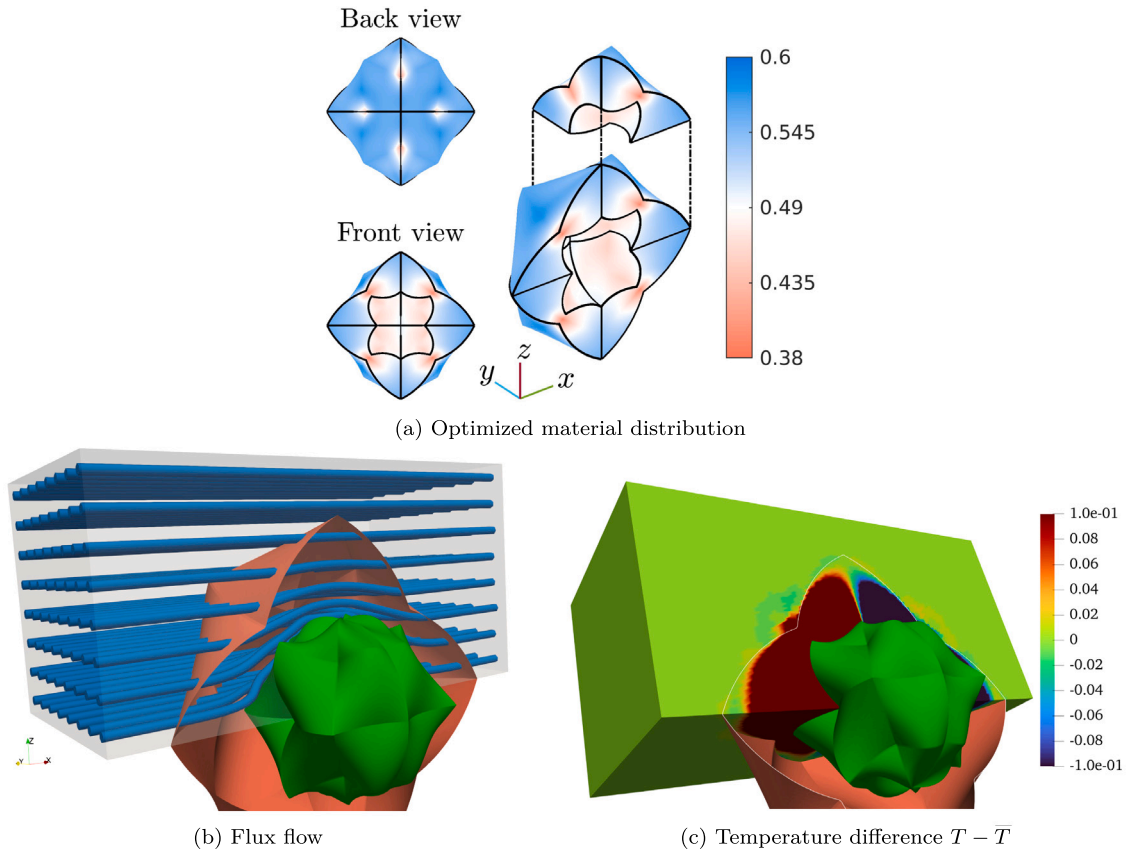 Back view
Front view
0.6
0.545
0.49
0.435
0.38
y z x
(a) Optimized material distribution
Z
Y X
(b) Flux flow
1.0e-01
0.08
0.06
0.04
0.02
0
-0.02
-0.04
-0.06
-0.08
-1.0e-01
(c) Temperature difference T − T̅